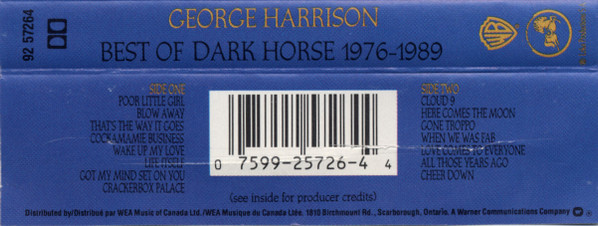 92 57264
GEORGE HARRISON
BEST OF DARK HORSE 1976-1989
WB
SIDE ONE
POOR LITTLE GIRL
BLOW AWAY
THAT'S THE WAY IT GOES
COCKAMAMIE BUSINESS
WAKE UP MY LOVE
LIFE ITSELF
GOT MY MIND SET ON YOU
CRACKERBOX PALACE
0 7599-25726-4 4
SIDE TWO
CLOUD 9
HERE COMES THE MOON
GONE TROPPO
WHEN WE WAS FAB
LOVE COMES TO EVERYONE
ALL THOSE YEARS AGO
CHEER DOWN
(see inside for producer credits)
Distributed by/Distribué par WEA Music of Canada Ltd./WEA Musique du Canada Ltée. 1810 Birchmount Rd., Scarborough, Ontario. A Warner Communications Company